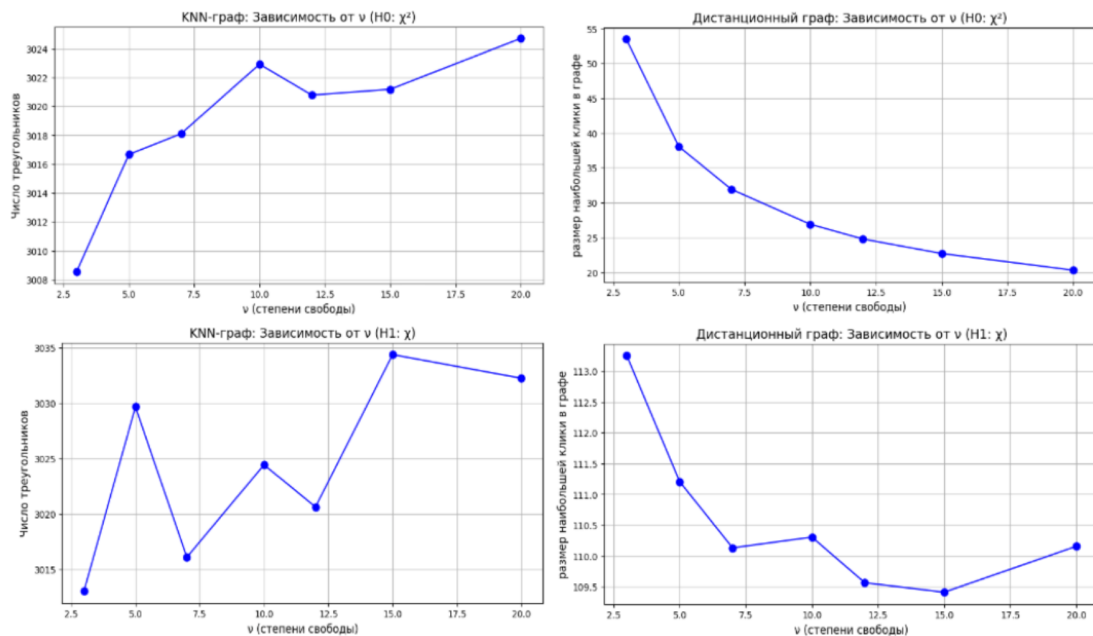 KNN-граф: Зависимость от ν (H0: χ²)
Число треугольников
3024
3022
3020
3018
3016
3014
3012
3010
3008
2.5 5.0 7.5 10.0 12.5 15.0 17.5 20.0
ν (степени свободы)
Дистанционный граф: Зависимость от ν (H0: χ²)
размер наибольшей клики в графе
55
50
45
40
35
30
25
20
2.5 5.0 7.5 10.0 12.5 15.0 17.5 20.0
ν (степени свободы)
KNN-граф: Зависимость от ν (H1: χ)
Число треугольников
3035
3030
3025
3020
3015
2.5 5.0 7.5 10.0 12.5 15.0 17.5 20.0
ν (степени свободы)
Дистанционный граф: Зависимость от ν (H1: χ)
размер наибольшей клики в графе
113.0
112.5
112.0
111.5
111.0
110.5
110.0
109.5
2.5 5.0 7.5 10.0 12.5 15.0 17.5 20.0
ν (степени свободы)